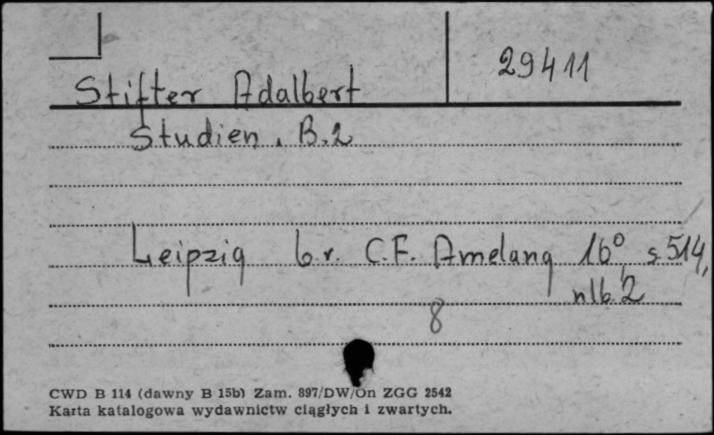 29411
Stifter Adalbert
Studien, B.2
Leipzig b.r. C.F. Amelang 16° s. 514,
nlb. 2
8
CWD B 114 (dawny B 15b) Zam. 897/DW/On ZGG 2542
Karta katalogowa wydawnictw ciągłych i zwartych.